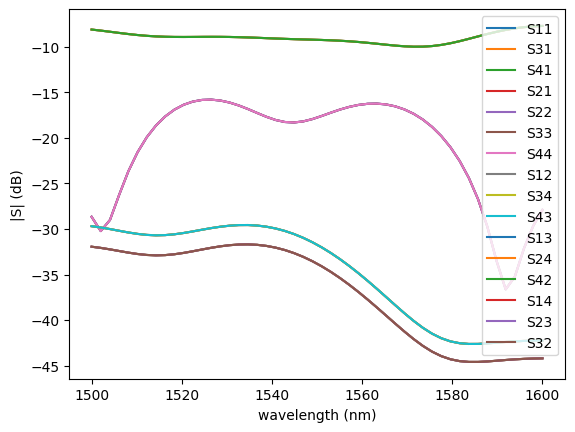 |S| (dB)
−10
−15
−20
−25
−30
−35
−40
−45
1500
1520
1540
1560
1580
1600
wavelength (nm)
S11
S31
S41
S21
S22
S33
S44
S12
S34
S43
S13
S24
S42
S14
S23
S32